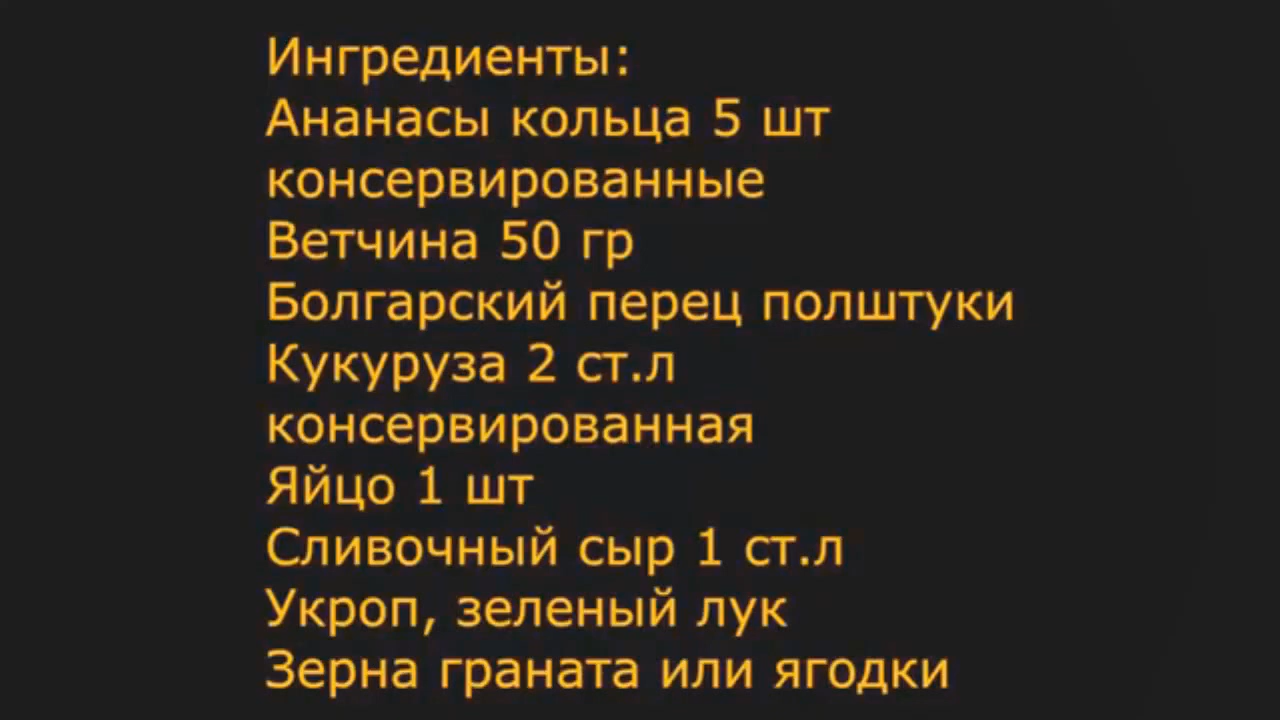 Ингредиенты:
Ананасы кольца 5 шт
консервированные
Ветчина 50 гр
Болгарский перец полштуки
Кукуруза 2 ст.л
консервированная
Яйцо 1 шт
Сливочный сыр 1 ст.л
Укроп, зеленый лук
Зерна граната или ягодки